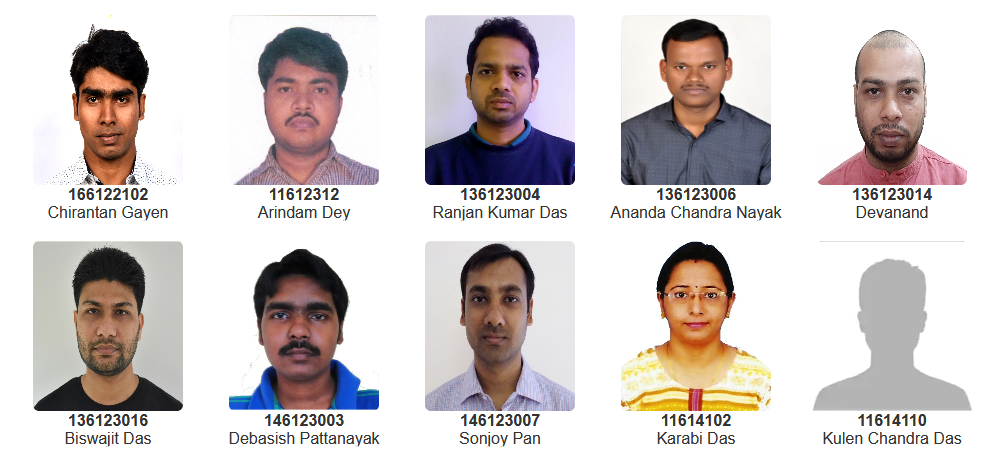 166122102
Chirantan Gayen
11612312
Arindam Dey
136123004
Ranjan Kumar Das
136123006
Ananda Chandra Nayak
136123014
Devanand
136123016
Biswajit Das
146123003
Debasish Pattanayak
146123007
Sonjoy Pan
11614102
Karabi Das
11614110
Kulen Chandra Das